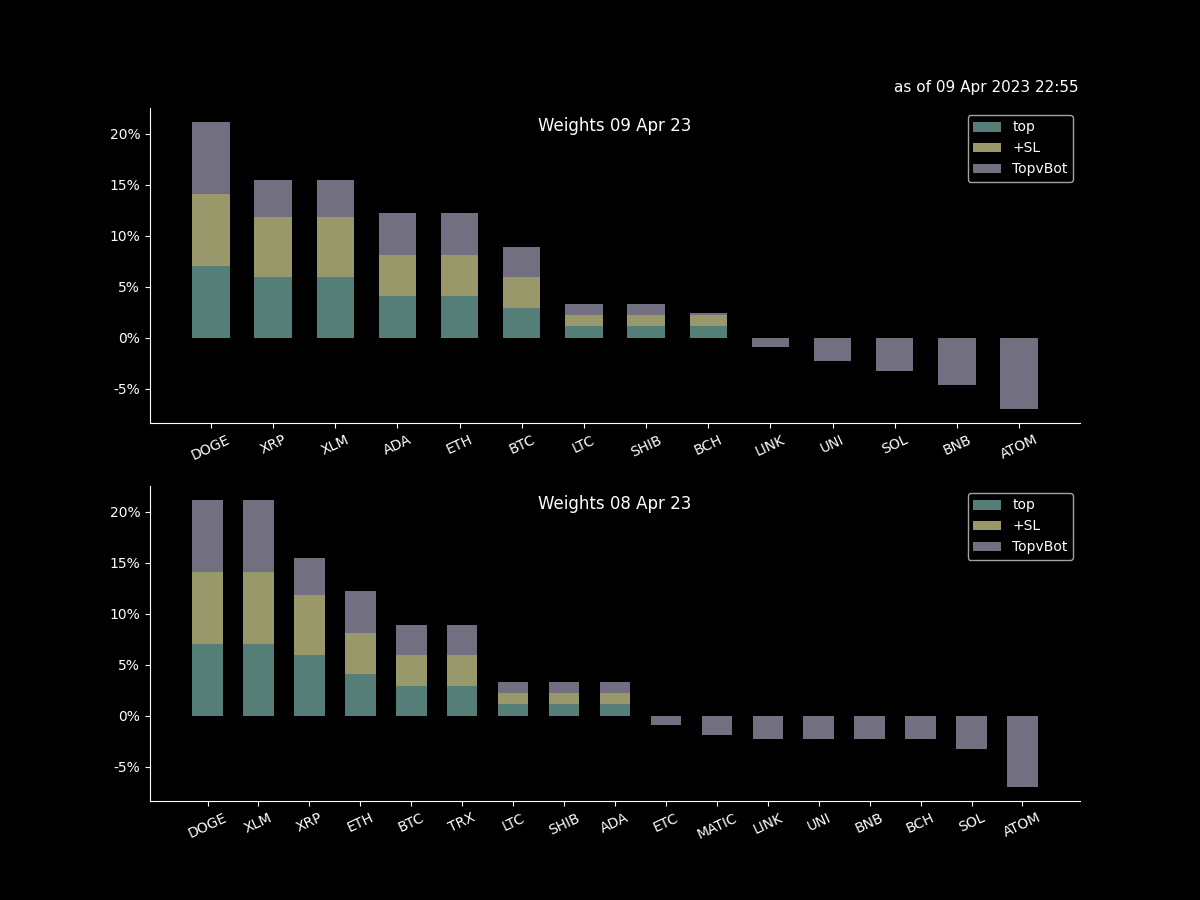 as of 09 Apr 2023 22:55
Weights 09 Apr 23
top
+SL
TopvBot
20%
15%
10%
5%
0%
-5%
DOGE XRP XLM ADA ETH BTC LTC SHIB BCH LINK UNI SOL BNB ATOM
Weights 08 Apr 23
top
+SL
TopvBot
20%
15%
10%
5%
0%
-5%
DOGE XLM XRP ETH BTC TRX LTC SHIB ADA ETC MATIC LINK UNI BNB BCH SOL ATOM